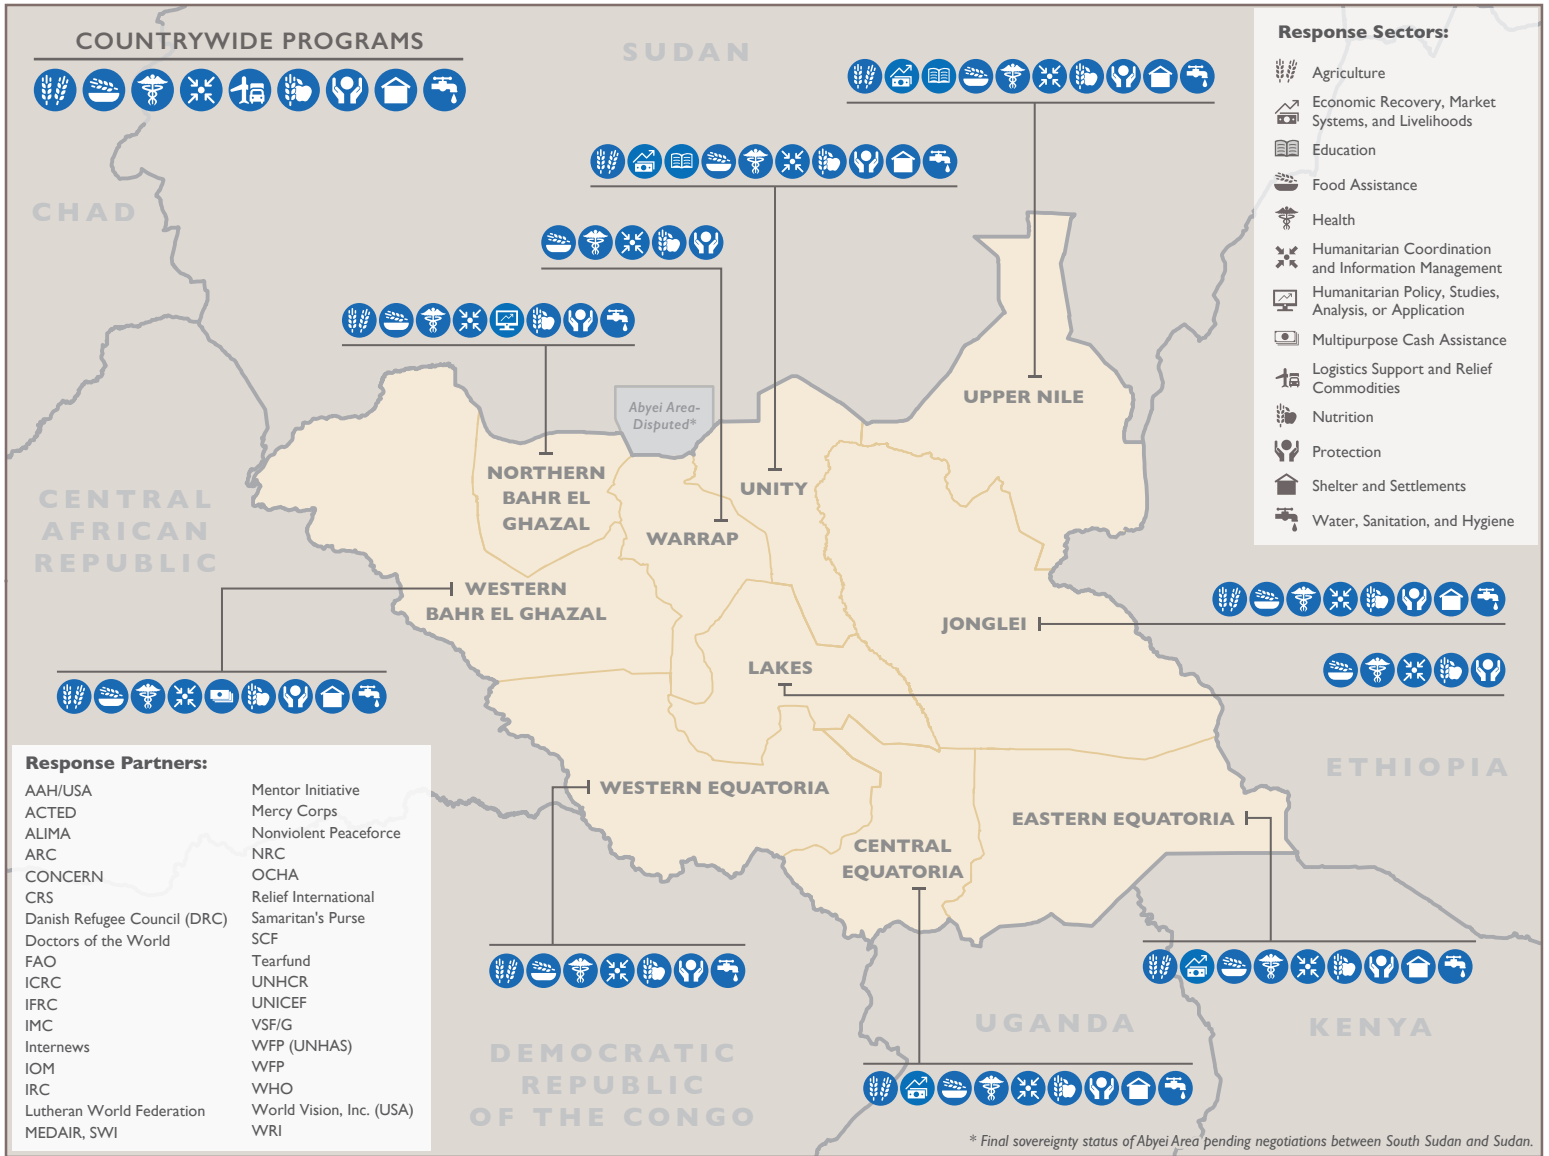 COUNTRYWIDE PROGRAMS
SUDAN
CHAD
CENTRAL
AFRICAN
REPUBLIC
Response Sectors:
Agriculture
Economic Recovery, Market
Systems, and Livelihoods
Education
Food Assistance
Health
Humanitarian Coordination
and Information Management
Humanitarian Policy, Studies,
Analysis, or Application
Multipurpose Cash Assistance
Logistics Support and Relief
Commodities
Nutrition
Protection
Shelter and Settlements
Water, Sanitation, and Hygiene
Abyei Area-
Disputed*
UPPER NILE
NORTHERN
BAHR EL
GHAZAL
UNITY
WARRAP
WESTERN
BAHR EL GHAZAL
JONGLEI
LAKES
WESTERN EQUATORIA
EASTERN EQUATORIA
CENTRAL
EQUATORIA
ETHIOPIA
UGANDA
KENYA
DEMOCRATIC
REPUBLIC
OF THE CONGO
Response Partners:
AAH/USA
ACTED
ALIMA
ARC
CONCERN
CRS
Danish Refugee Council (DRC)
Doctors of the World
FAO
ICRC
IFRC
IMC
Internews
IOM
IRC
Lutheran World Federation
MEDAIR, SWI
Mentor Initiative
Mercy Corps
Nonviolent Peaceforce
NRC
OCHA
Relief International
Samaritan's Purse
SCF
Tearfund
UNHCR
UNICEF
VSF/G
WFP (UNHAS)
WFP
WHO
World Vision, Inc. (USA)
WRI
* Final sovereignty status of Abyei Area pending negotiations between South Sudan and Sudan.